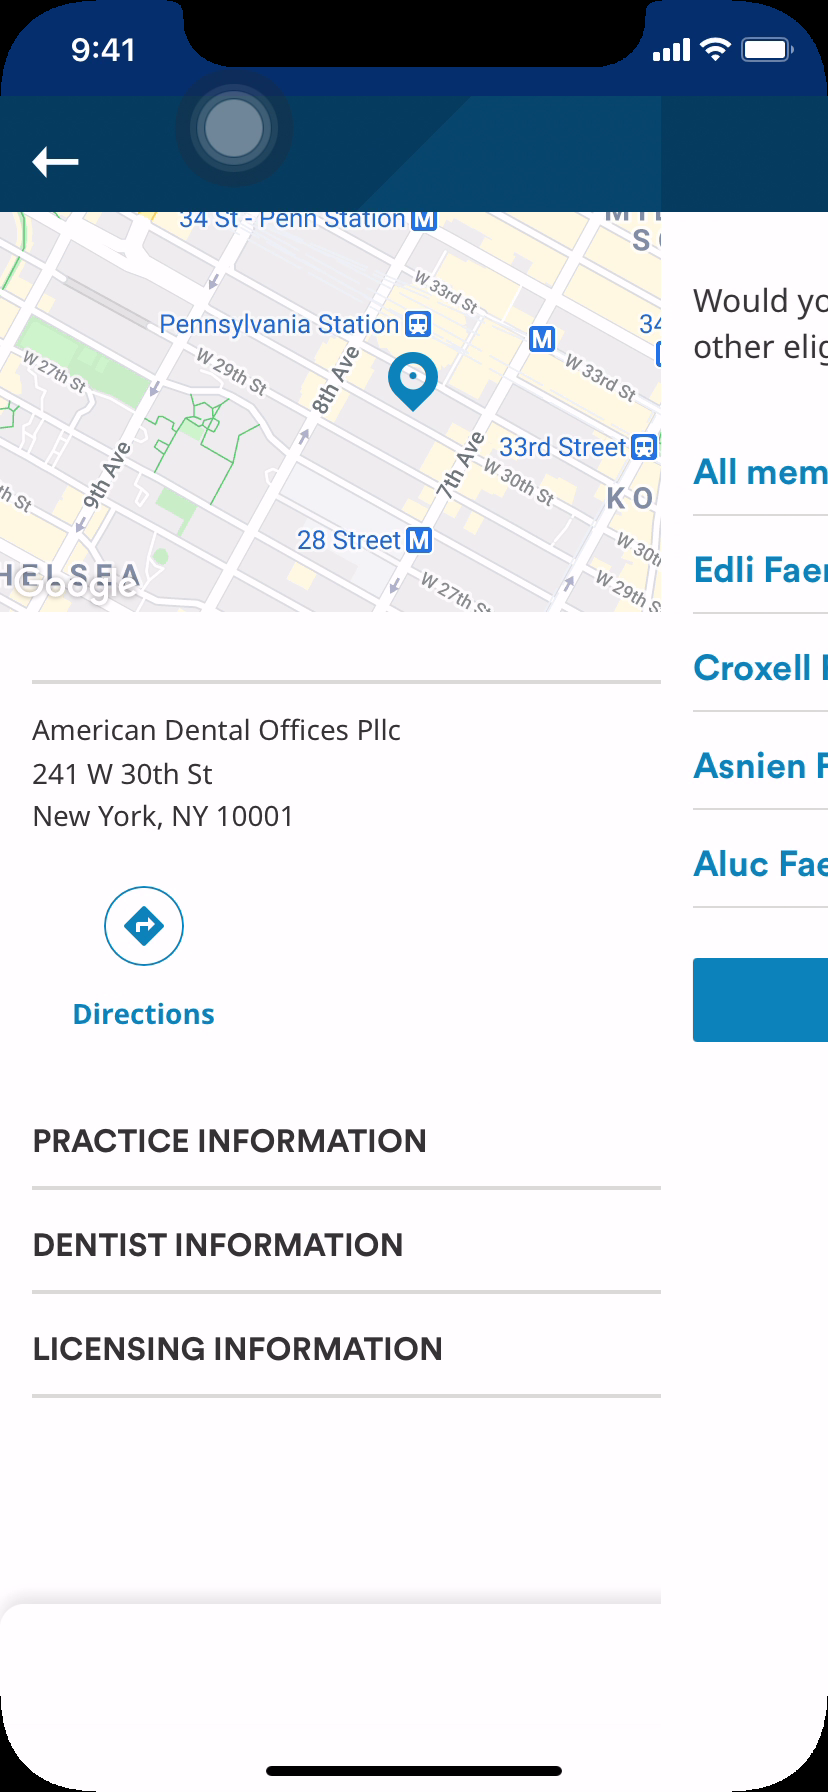 9:41
34 St - Penn Station M
W 33rd St
Pennsylvania Station
M
34
W 27th St
W 29th St
8th Ave
W 33rd St
33rd Street
9th Ave
7th Ave
W 30th St
KO
th St
28 Street M
W 30t
HELSEA
Google
W 27th St
W 29th S
American Dental Offices Pllc
241 W 30th St
New York, NY 10001
Directions
PRACTICE INFORMATION
DENTIST INFORMATION
LICENSING INFORMATION
Would yo
other elig
All mem
Edli Faer
Croxell
Asnien F
Aluc Fae